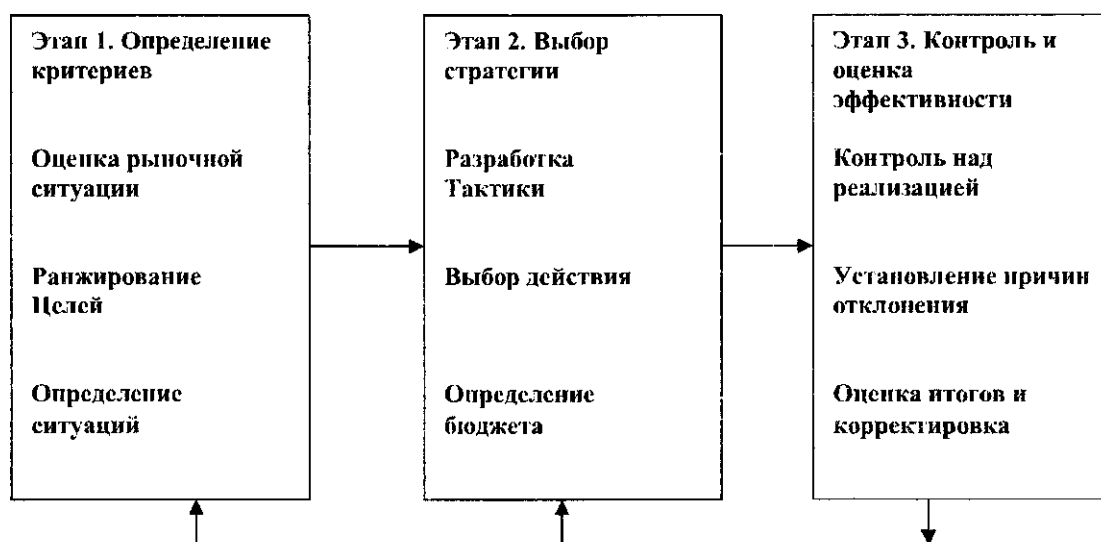 Этап 1. Определение
критериев
Оценка рыночной
ситуации
Ранжирование
Целей
Определение
ситуаций
Этап 2. Выбор
стратегии
Разработка
Тактики
Выбор действия
Определение
бюджета
Этап 3. Контроль и
оценка
эффективности
Контроль над
реализацией
Установление причин
отклонения
Оценка итогов и
корректировка